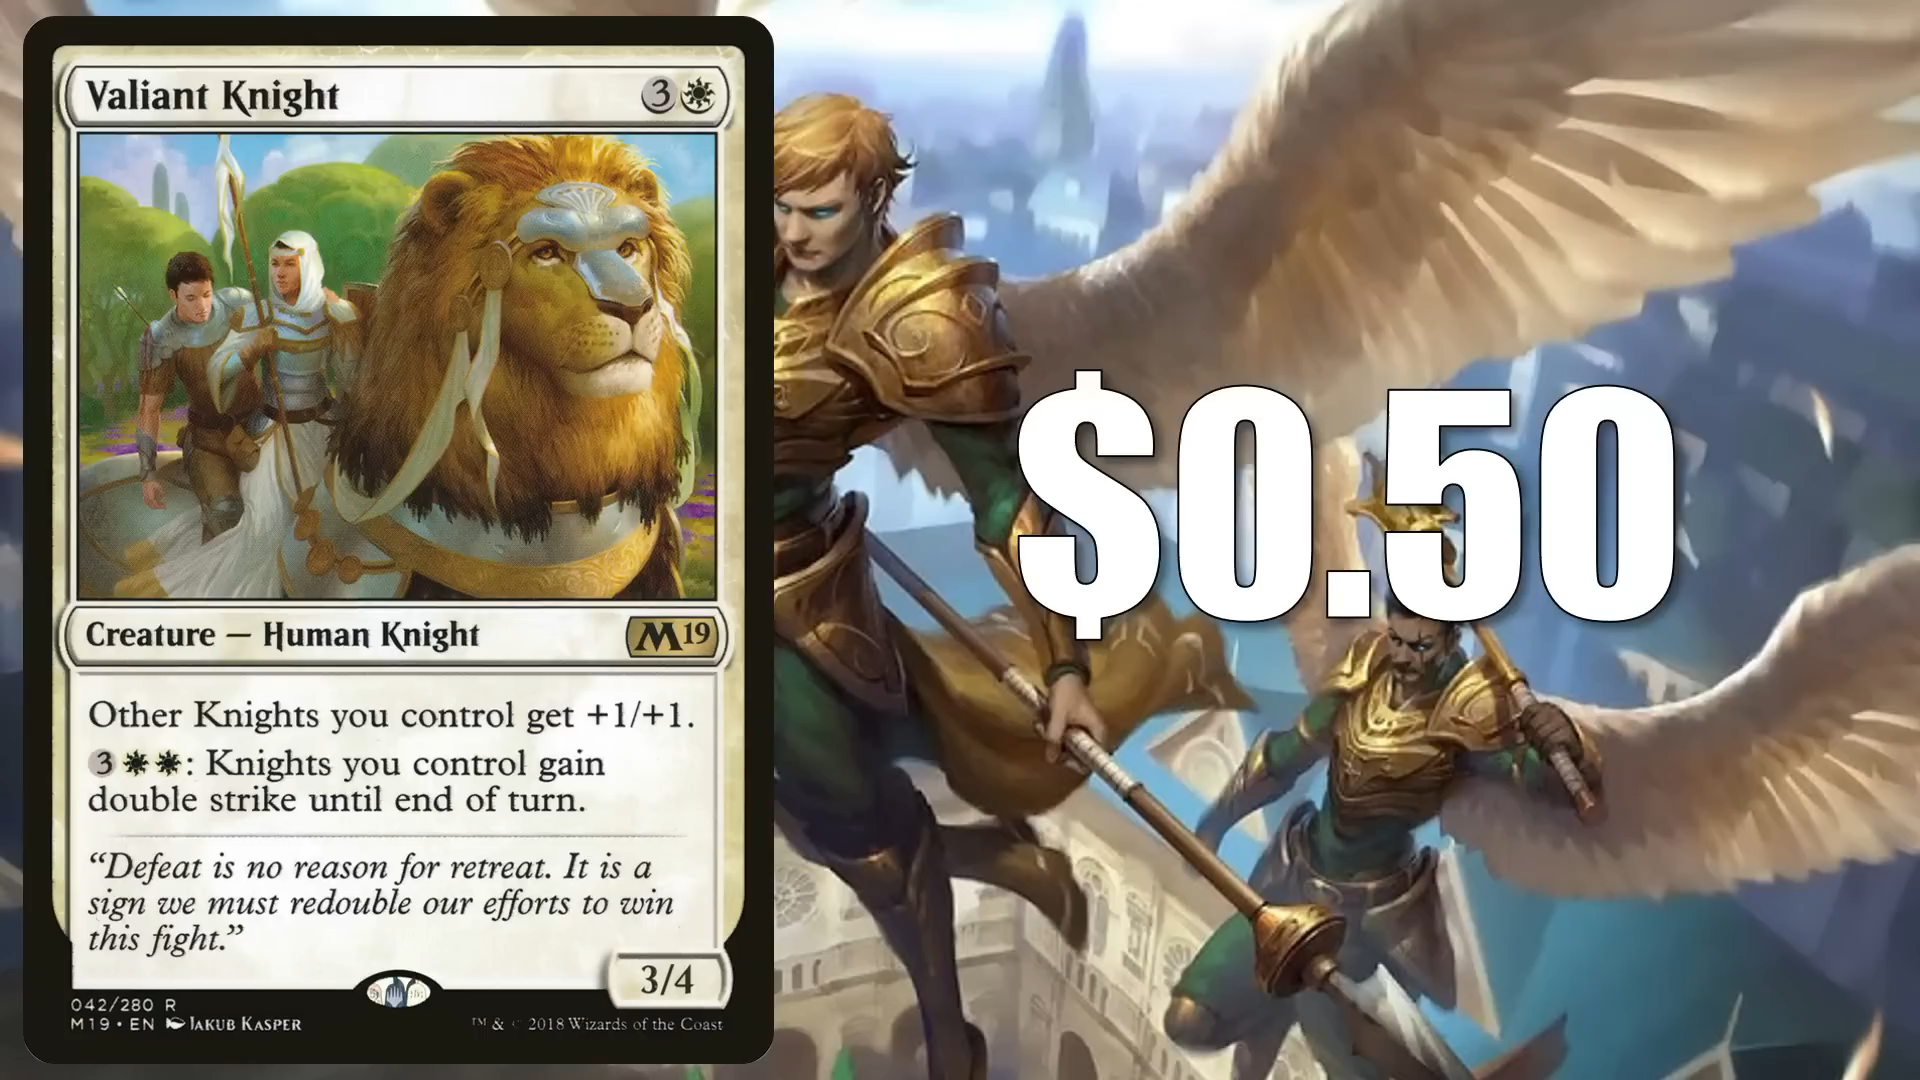 Valiant Knight 3
$0.50
Creature — Human Knight M19
Other Knights you control get +1/+1.
3 : Knights you control gain
double strike until end of turn.
“Defeat is no reason for retreat. It is a
sign we must redouble our efforts to win
this fight.”
3/4
042/280 R
M19 • EN JAKUB KASPER
™ & © 2018 Wizards of the Coast